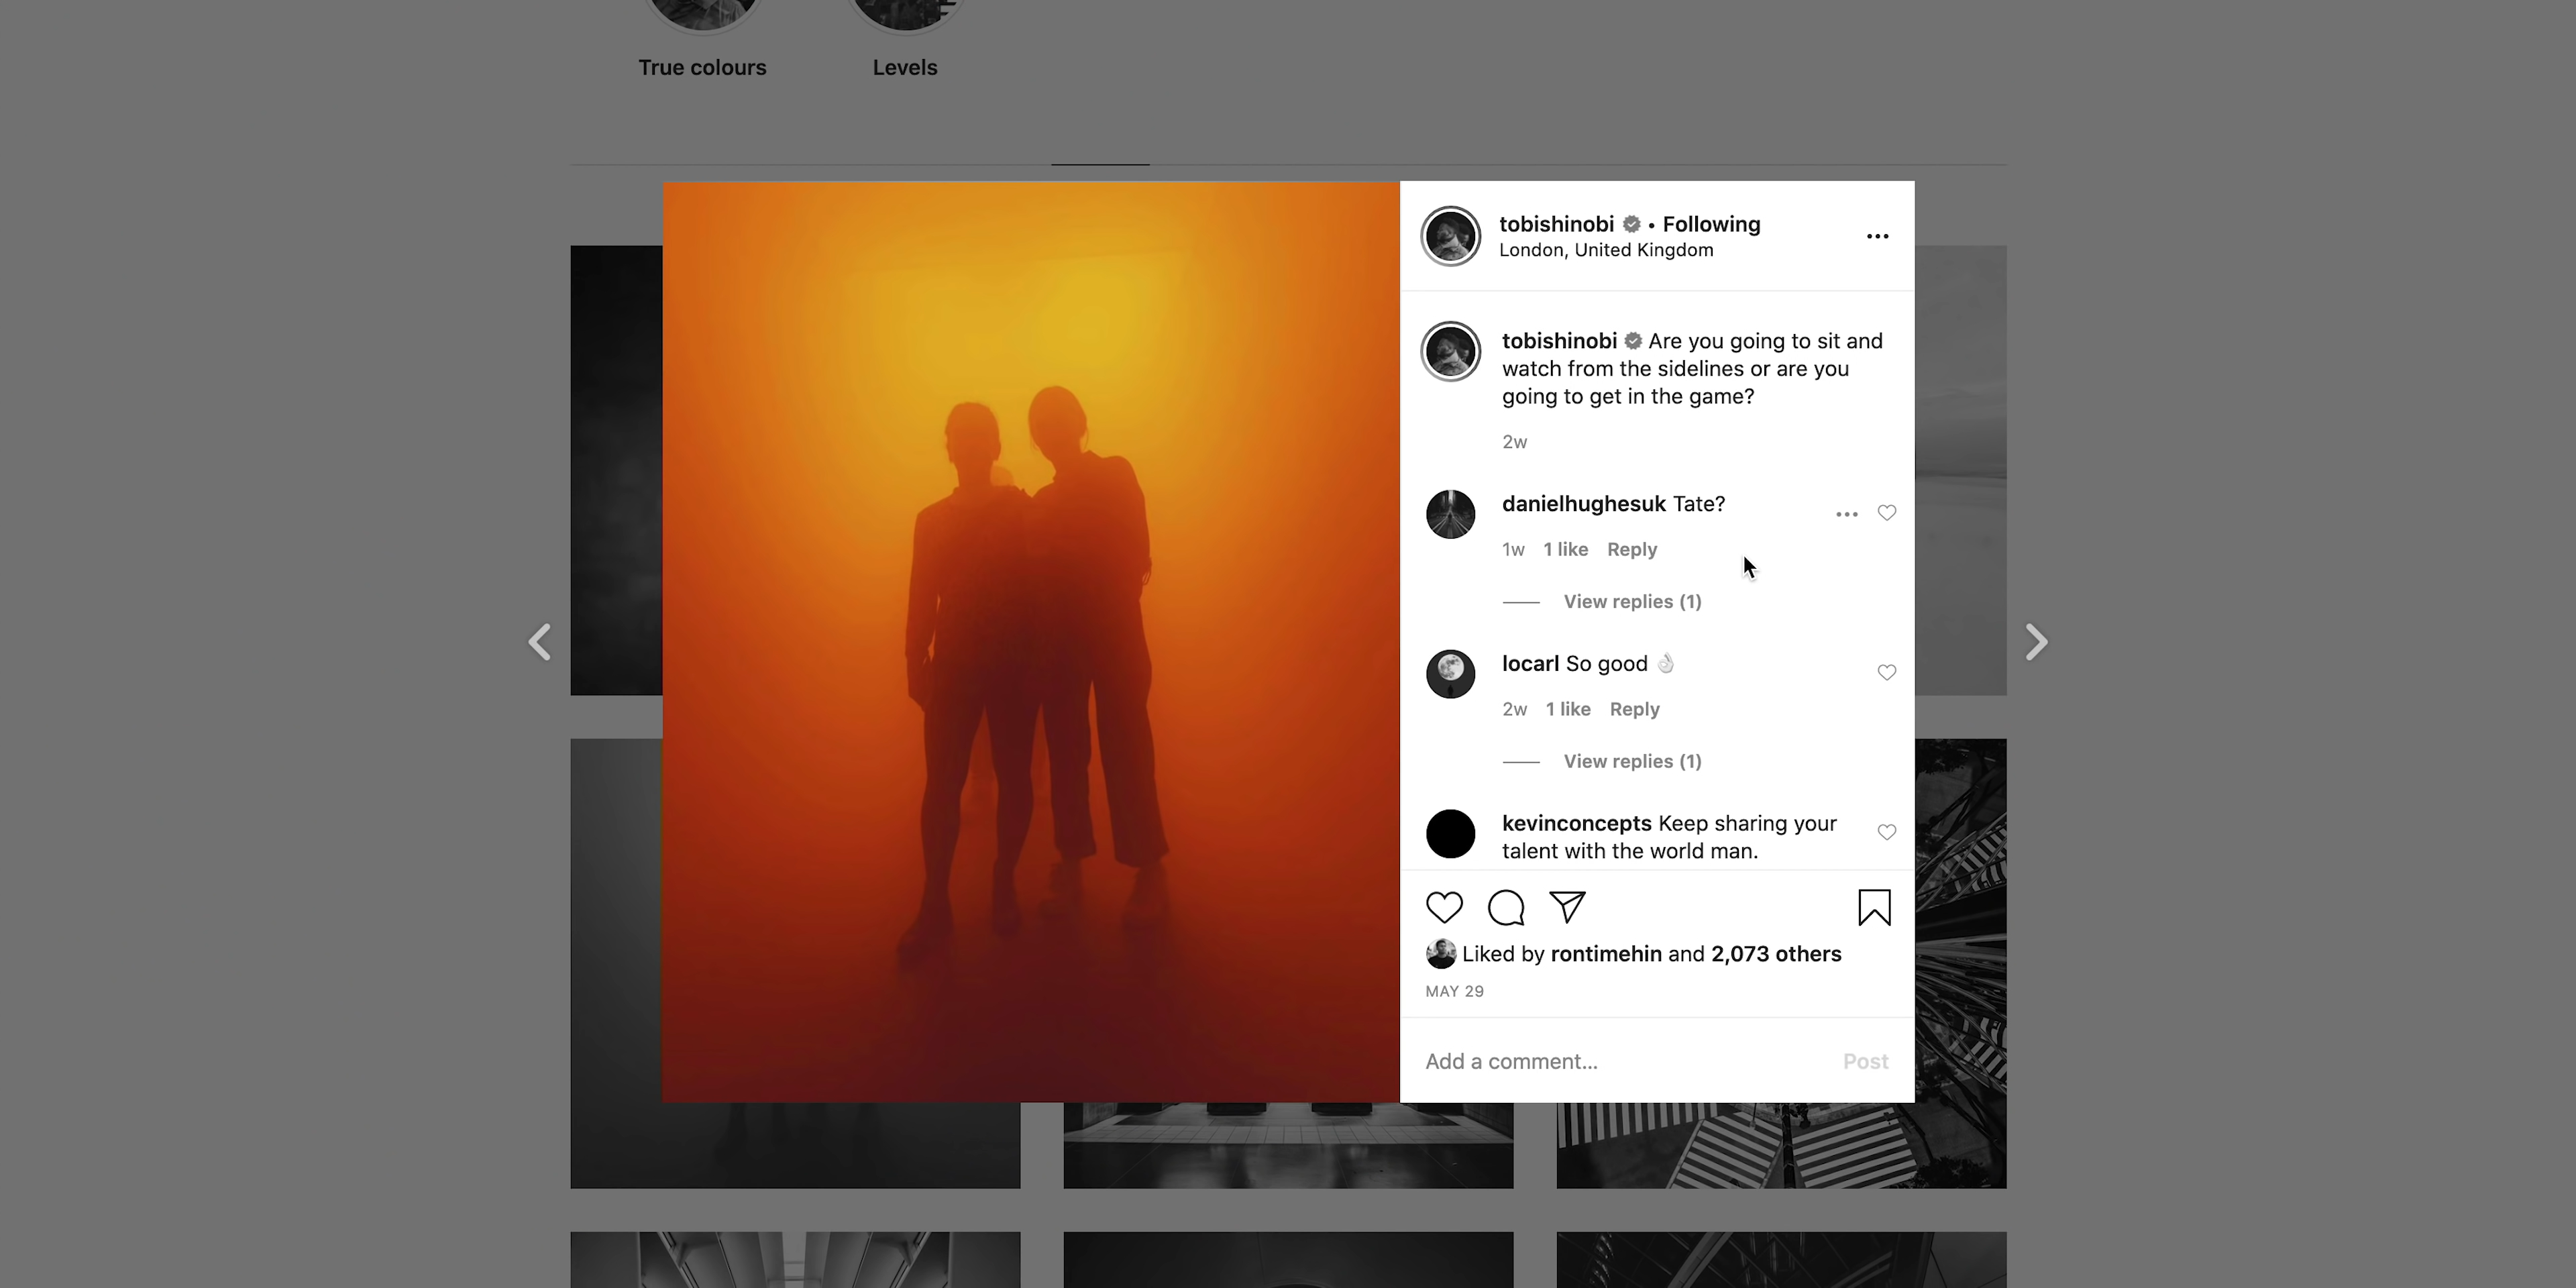 True colours
Levels
tobishinobi • Following
London, United Kingdom
tobishinobi Are you going to sit and
watch from the sidelines or are you
going to get in the game?
2w
danielhughesuk Tate?
1w 1 like Reply
View replies (1)
locarl So good 👌🏻
2w 1 like Reply
View replies (1)
kevinconcepts Keep sharing your
talent with the world man.
Liked by rontimehin and 2,073 others
MAY 29
Add a comment...
Post